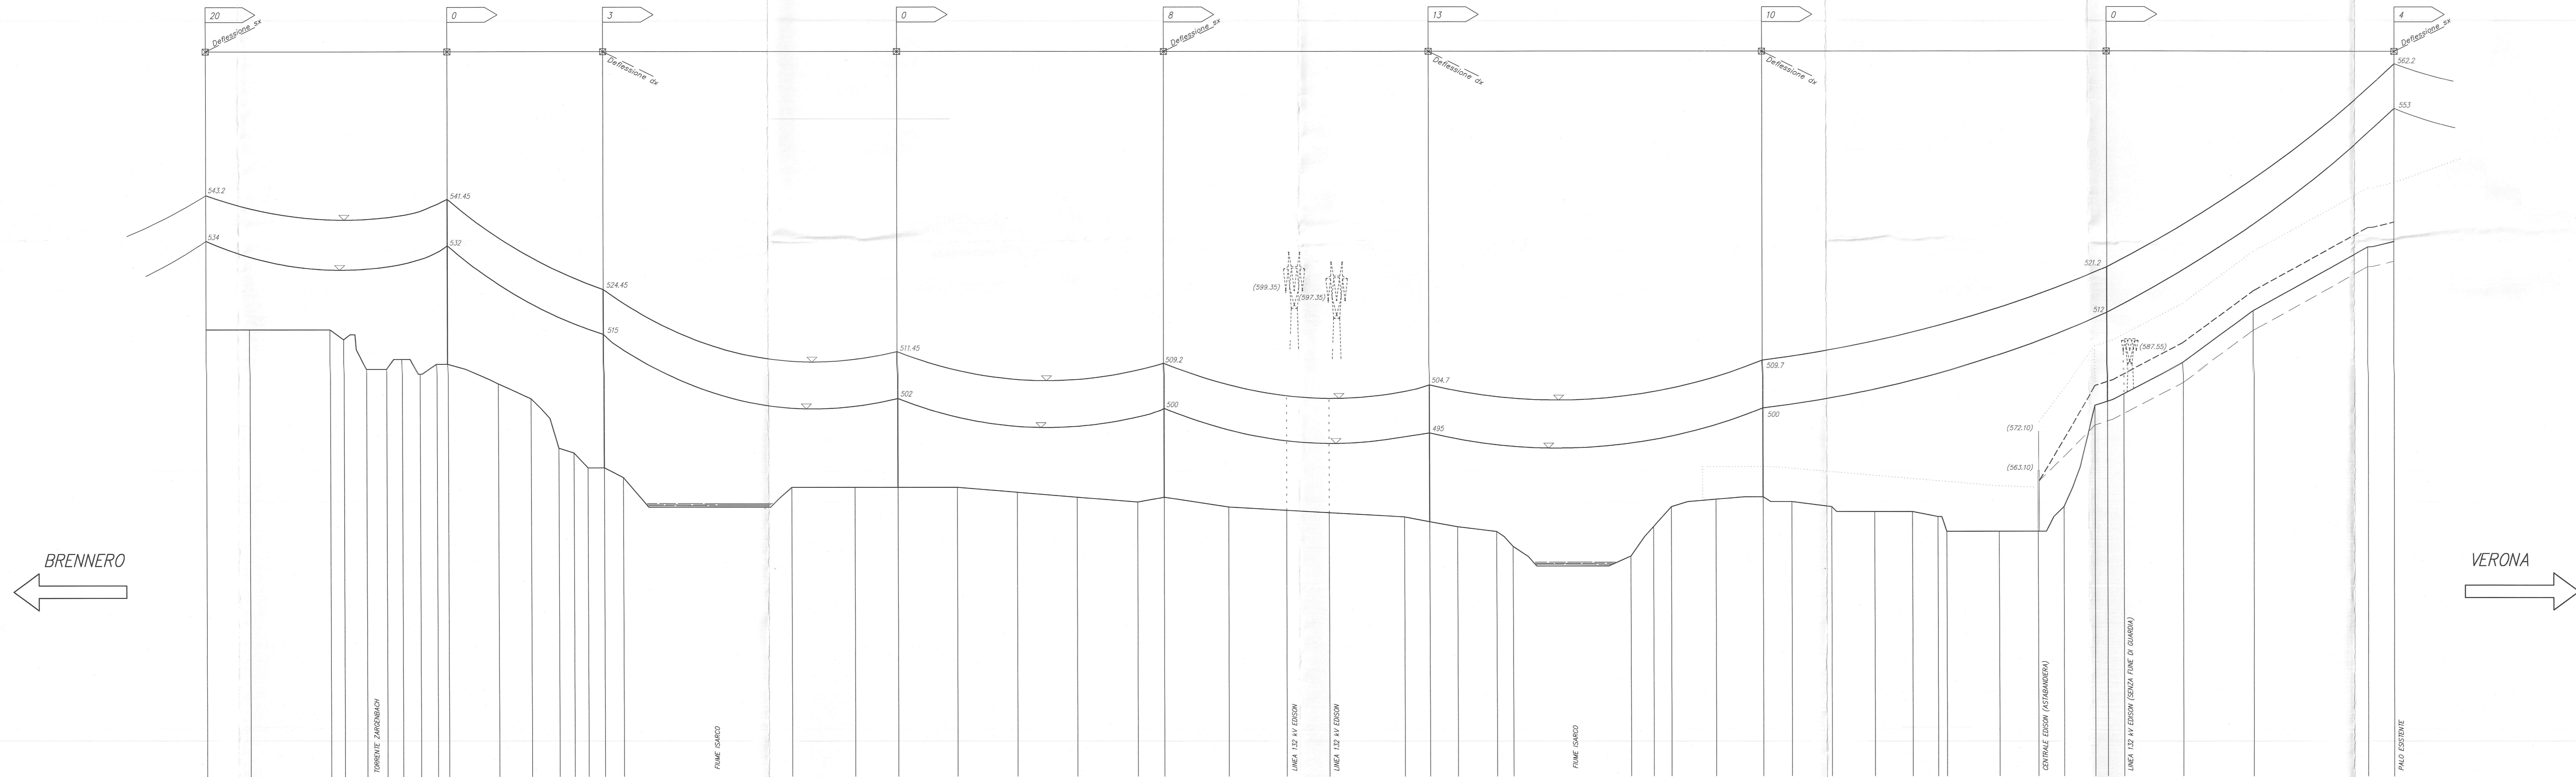 20
0
3
0
8
13
10
0
4
Deflessione sx
Deflessione dx
Deflessione sx
Deflessione dx
Deflessione dx
Deflessione sx
562.2
553
543.2
541.45
534
532
524.45
515
511.45
502
509.2
500
(599.35)
(597.35)
504.7
495
509.7
500
521.2
512
(587.55)
(572.10)
(563.10)
BRENNERO
VERONA
TORRENTE ZARGENBACH
FIUME ISARCO
LINEA 132 kV EDISON
LINEA 132 kV EDISON
FIUME ISARCO
CENTRALE EDISON (ASTABANDIERA)
LINEA 132 kV EDISON (SENZA FUNE DI GUARDIA)
PALO ESISTENTE